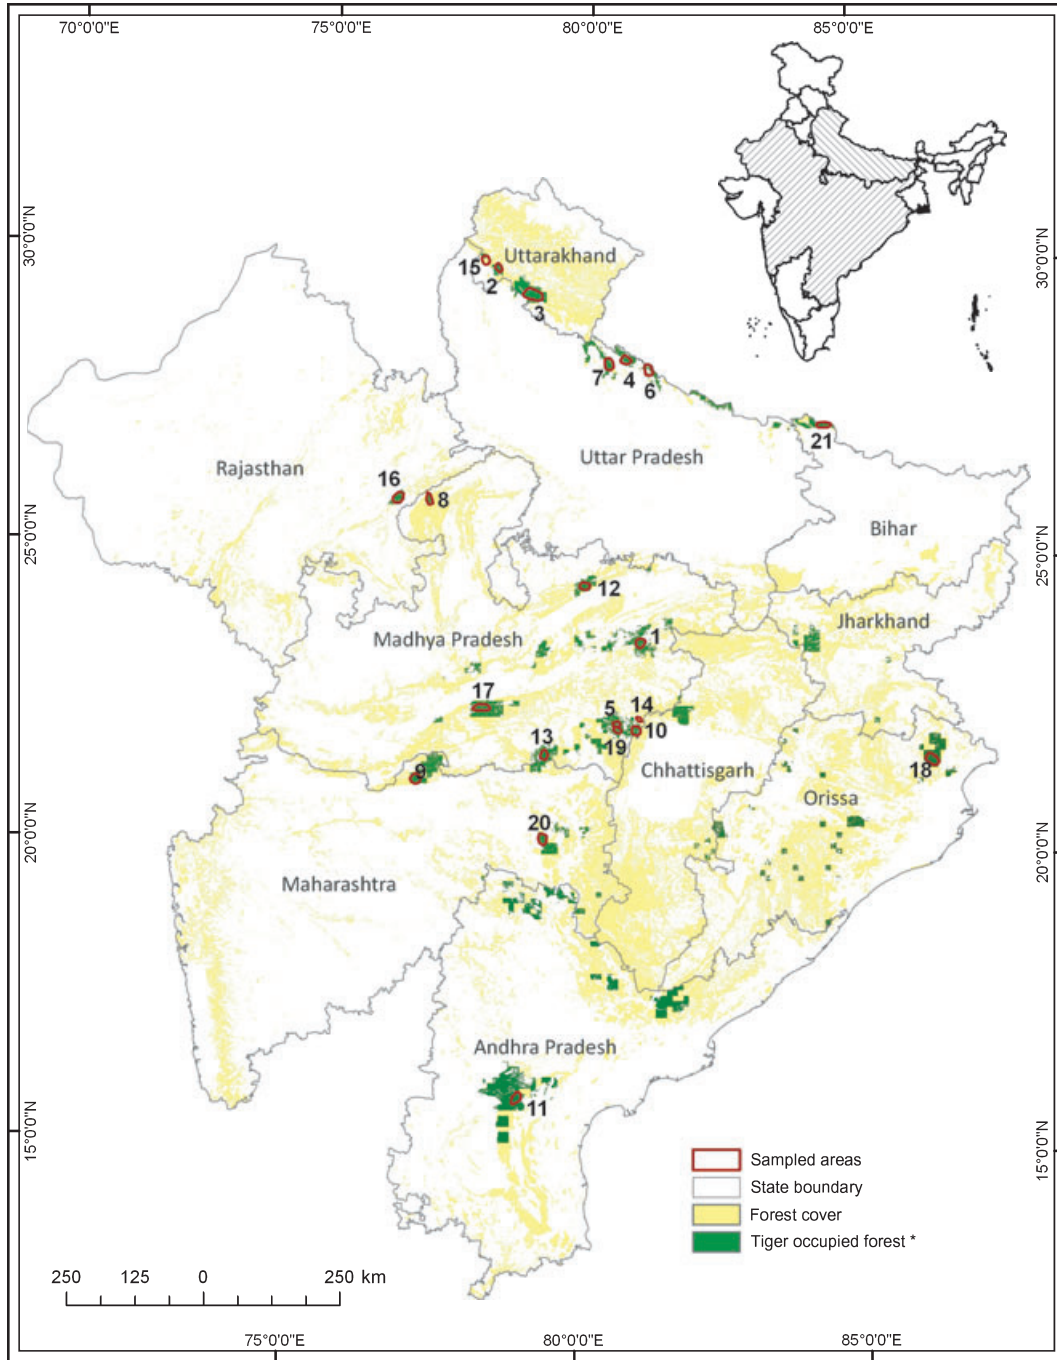 70°0'0"E 75°0'0"E 80°0'0"E 85°0'0"E
30°0'0"N
30°0'0"N
Uttarakhand
15
2
3
7
4
6
21
Uttar Pradesh
Rajasthan
16
8
Bihar
25°0'0"N
25°0'0"N
12
Jharkhand
Madhya Pradesh
1
17
5
14
13
19
10
9
Chhattisgarh
18
Orissa
20
20°0'0"N
20°0'0"N
Maharashtra
Andhra Pradesh
11
15°0'0"N
15°0'0"N
Sampled areas
State boundary
Forest cover
Tiger occupied forest *
250 125 0 250 km
75°0'0"E 80°0'0"E 85°0'0"E